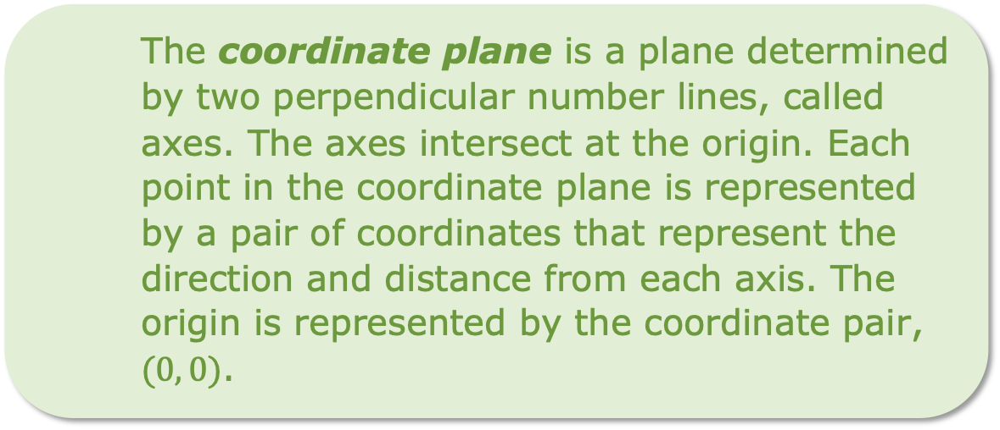 The coordinate plane is a plane determined
by two perpendicular number lines, called
axes. The axes intersect at the origin. Each
point in the coordinate plane is represented
by a pair of coordinates that represent the
direction and distance from each axis. The
origin is represented by the coordinate pair,
(0, 0).